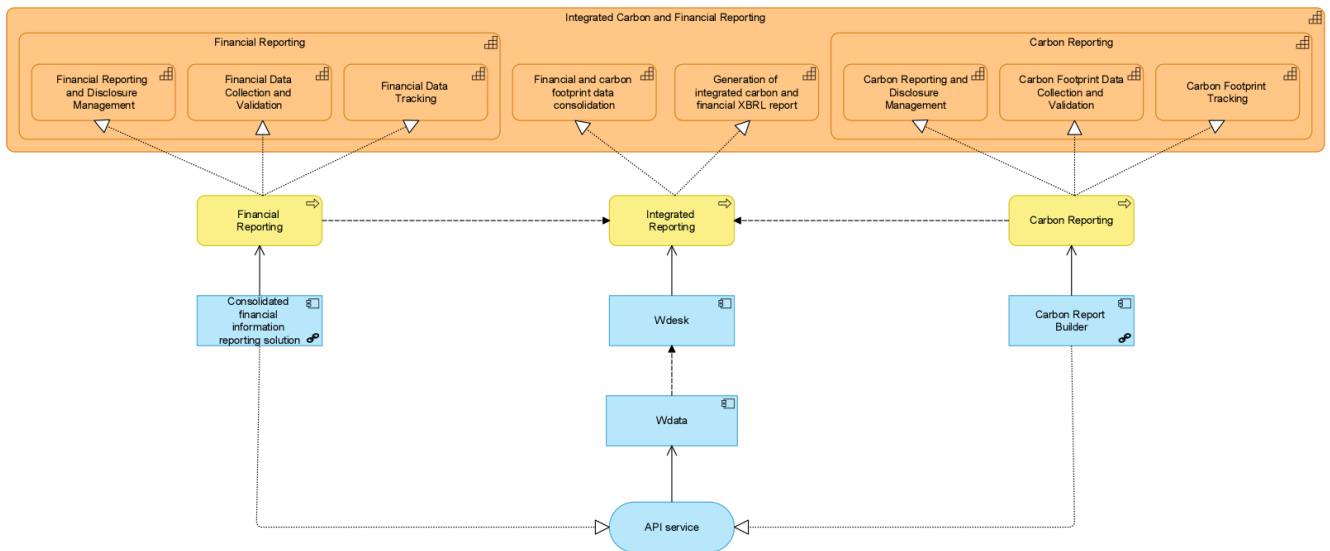 Integrated Carbon and Financial Reporting
Financial Reporting
Carbon Reporting
Financial Reporting
and Disclosure
Management
Financial Data
Collection and
Validation
Financial Data
Tracking
Financial and carbon
footprint data
consolidation
Generation of
integrated carbon and
financial XBRL report
Carbon Reporting and
Disclosure
Management
Carbon Footprint Data
Collection and
Validation
Carbon Footprint
Tracking
Financial
Reporting
Integrated
Reporting
Carbon Reporting
Consolidated
financial
information
reporting solution
Wdesk
Carbon Report
Builder
Wdata
API service